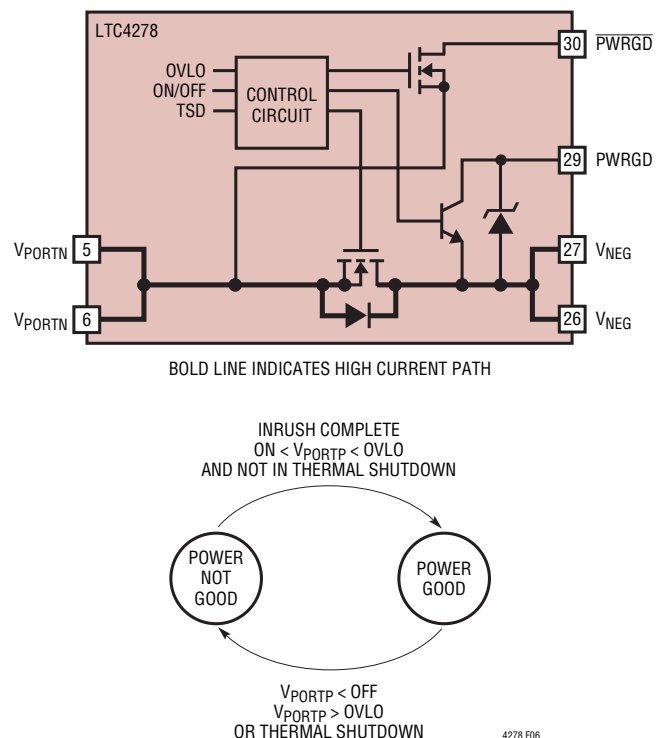 LTC4278
OVLO
ON/OFF
TSD
CONTROL
CIRCUIT
30 PWRGD
29 PWRGD
VPORTN 5
27 VNEG
VPORTN 6
26 VNEG
BOLD LINE INDICATES HIGH CURRENT PATH
INRUSH COMPLETE
ON < VPORTP < OVLO
AND NOT IN THERMAL SHUTDOWN
POWER
NOT
GOOD
POWER
GOOD
VPORTP < OFF
VPORTP > OVLO
OR THERMAL SHUTDOWN
4278 F06